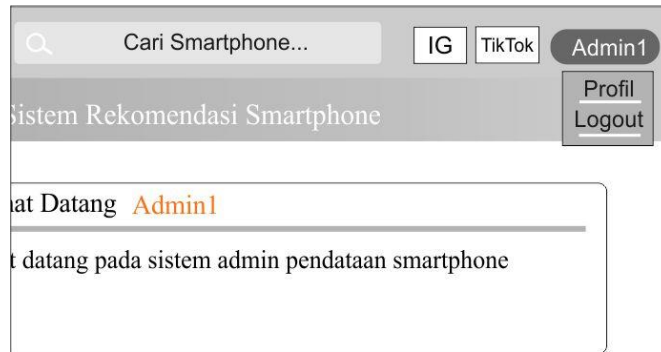 Cari Smartphone...
IG
TikTok
Admin1
Profil
Logout
Sistem Rekomendasi Smartphone
at Datang Admin1
t datang pada sistem admin pendataan smartphone